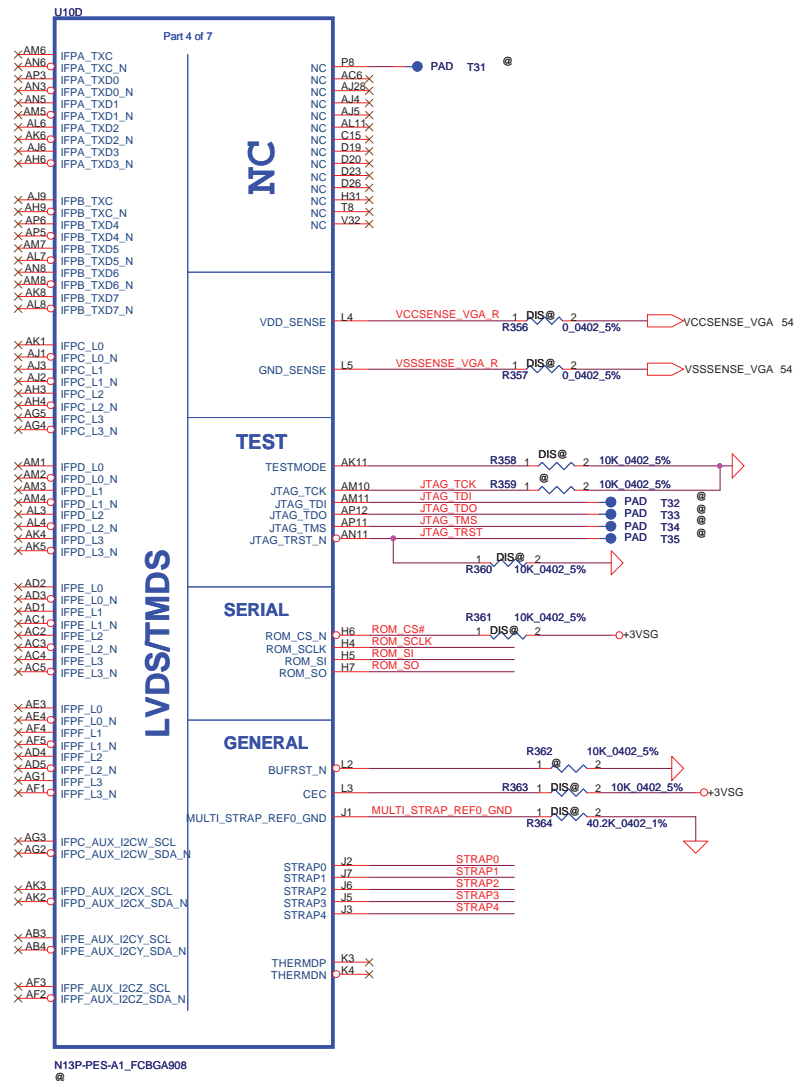 U10D
Part 4 of 7
AM6 IFPA_TXC
AN6 IFPA_TXC_N
AP3 IFPA_TXD0
AN3 IFPA_TXD0_N
AN5 IFPA_TXD1
AM5 IFPA_TXD1_N
AL6 IFPA_TXD2
AK6 IFPA_TXD2_N
AJ6 IFPA_TXD3
AH6 IFPA_TXD3_N
AJ9 IFPB_TXC
AH9 IFPB_TXC_N
AP6 IFPB_TXD4
AP5 IFPB_TXD4_N
AM7 IFPB_TXD5
AL7 IFPB_TXD5_N
AN8 IFPB_TXD6
AM8 IFPB_TXD6_N
AK8 IFPB_TXD7
AL8 IFPB_TXD7_N
AK1 IFPC_L0
AJ1 IFPC_L0_N
AJ3 IFPC_L1
AJ2 IFPC_L1_N
AH3 IFPC_L2
AH4 IFPC_L2_N
AG5 IFPC_L3
AG4 IFPC_L3_N
AM1 IFPD_L0
AM2 IFPD_L0_N
AM3 IFPD_L1
AM4 IFPD_L1_N
AL3 IFPD_L2
AL4 IFPD_L2_N
AK4 IFPD_L3
AK5 IFPD_L3_N
AD2 IFPE_L0
AD3 IFPE_L0_N
AD1 IFPE_L1
AC1 IFPE_L1_N
AC2 IFPE_L2
AC3 IFPE_L2_N
AC4 IFPE_L3
AC5 IFPE_L3_N
AE3 IFPF_L0
AE4 IFPF_L0_N
AF4 IFPF_L1
AF5 IFPF_L1_N
AD4 IFPF_L2
AD5 IFPF_L2_N
AG1 IFPF_L3
AF1 IFPF_L3_N
AG3 IFPC_AUX_I2CW_SCL
AG2 IFPC_AUX_I2CW_SDA_N
AK3 IFPD_AUX_I2CX_SCL
AK2 IFPD_AUX_I2CX_SDA_N
AB3 IFPE_AUX_I2CY_SCL
AB4 IFPE_AUX_I2CY_SDA_N
AF3 IFPF_AUX_I2CZ_SCL
AF2 IFPF_AUX_I2CZ_SDA_N
LVDS/TMDS
NC
NC P8 PAD T31 @
NC AC6
NC AJ28
NC AJ4
NC AJ5
NC AL11
NC C15
NC D19
NC D20
NC D23
NC D26
NC H31
NC T8
NC V32
VDD_SENSE L4 VCCSENSE_VGA_R R356 1 DIS@ 2 0_0402_5% VCCSENSE_VGA 54
GND_SENSE L5 VSSSENSE_VGA_R R357 1 DIS@ 2 0_0402_5% VSSSENSE_VGA 54
TEST
TESTMODE AK11 R358 1 DIS@ 2 10K_0402_5%
JTAG_TCK AM10 JTAG_TCK R359 1 @ 2 10K_0402_5%
JTAG_TDI AM11 JTAG_TDI PAD T32 @
JTAG_TDO AP12 JTAG_TDO PAD T33 @
JTAG_TMS AP11 JTAG_TMS PAD T34 @
JTAG_TRST_N AN11 JTAG_TRST PAD T35 @
R360 1 DIS@ 2 10K_0402_5%
SERIAL
ROM_CS_N H6 ROM_CS# R361 1 DIS@ 2 10K_0402_5% +3VSG
ROM_SCLK H4 ROM_SCLK
ROM_SI H5 ROM_SI
ROM_SO H7 ROM_SO
GENERAL
BUFRST_N L2 R362 1 @ 2 10K_0402_5%
CEC L3 R363 1 DIS@ 2 10K_0402_5% +3VSG
MULTI_STRAP_REF0_GND J1 MULTI_STRAP_REF0_GND R364 1 DIS@ 2 40.2K_0402_1%
STRAP0 J2 STRAP0
STRAP1 J7 STRAP1
STRAP2 J6 STRAP2
STRAP3 J5 STRAP3
STRAP4 J3 STRAP4
THERMDP K3
THERMDN K4
N13P-PES-A1_FCBGA908
@